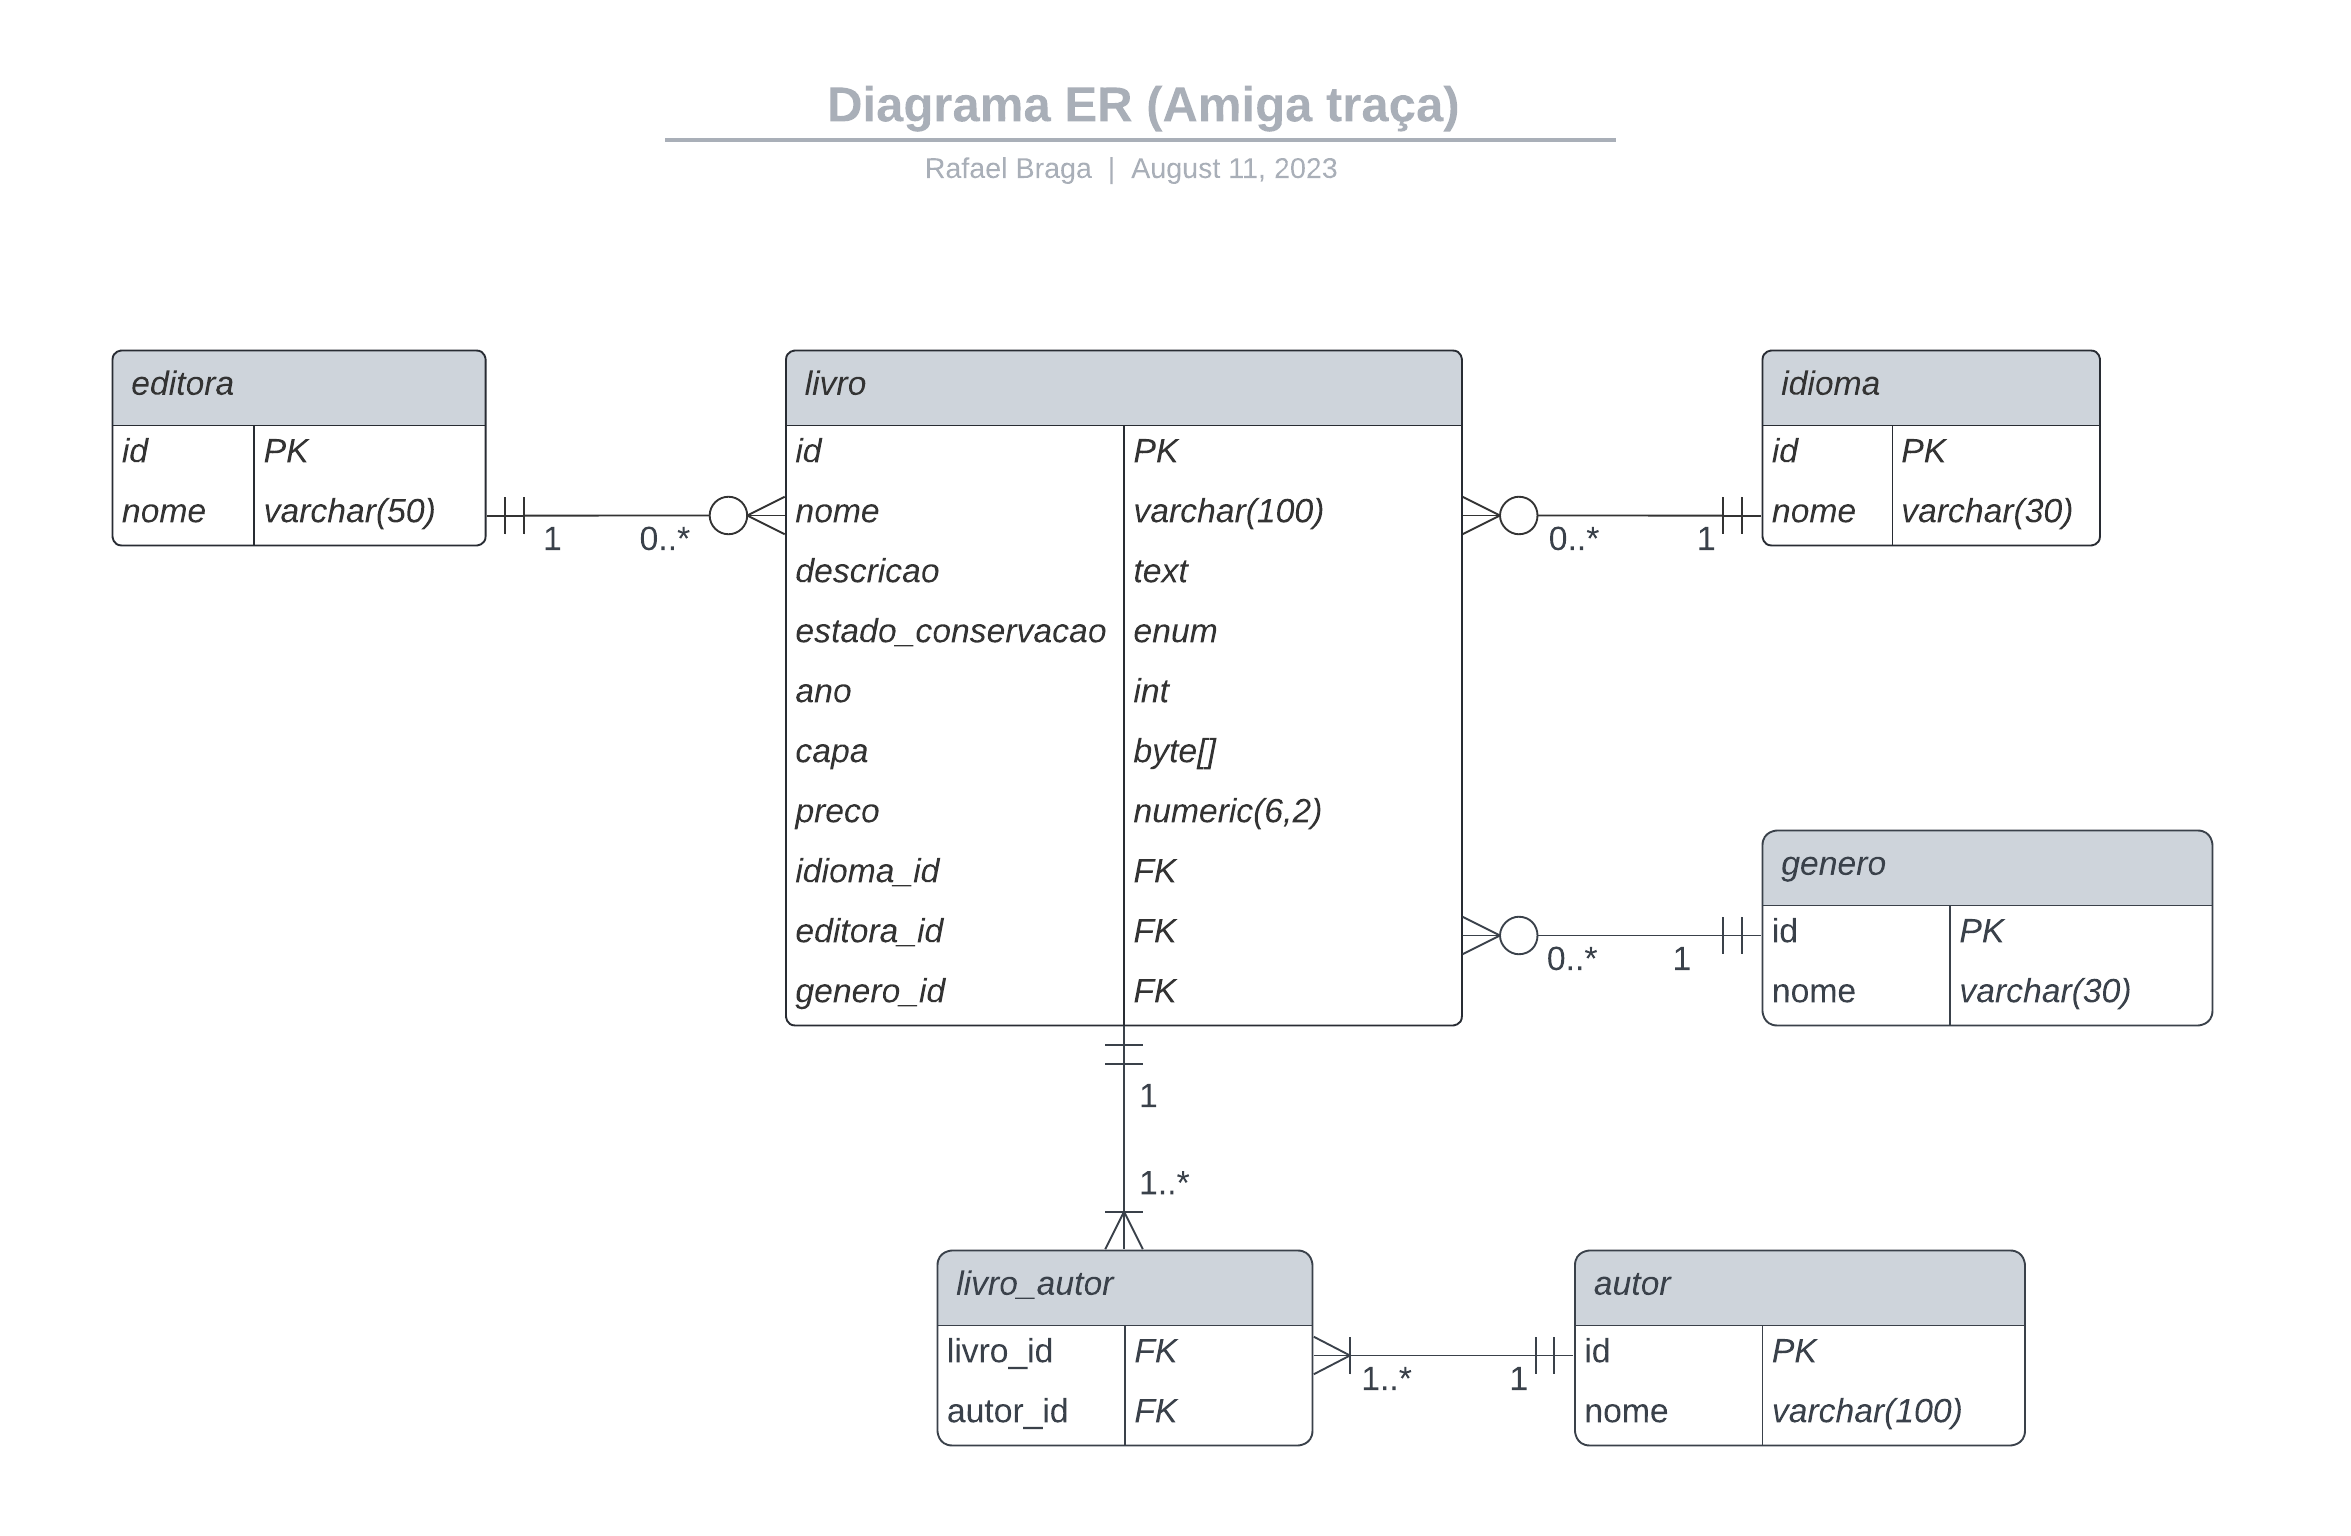 Diagrama ER (Amiga traça)
Rafael Braga | August 11, 2023
editora
id PK
nome varchar(50)
1 0..*
livro
id PK
nome varchar(100)
descricao text
estado_conservacao enum
ano int
capa byte[]
preco numeric(6,2)
idioma_id FK
editora_id FK
genero_id FK
0..* 1
idioma
id PK
nome varchar(30)
0..* 1
genero
id PK
nome varchar(30)
1
1..*
livro_autor
livro_id FK
autor_id FK
1..* 1
autor
id PK
nome varchar(100)